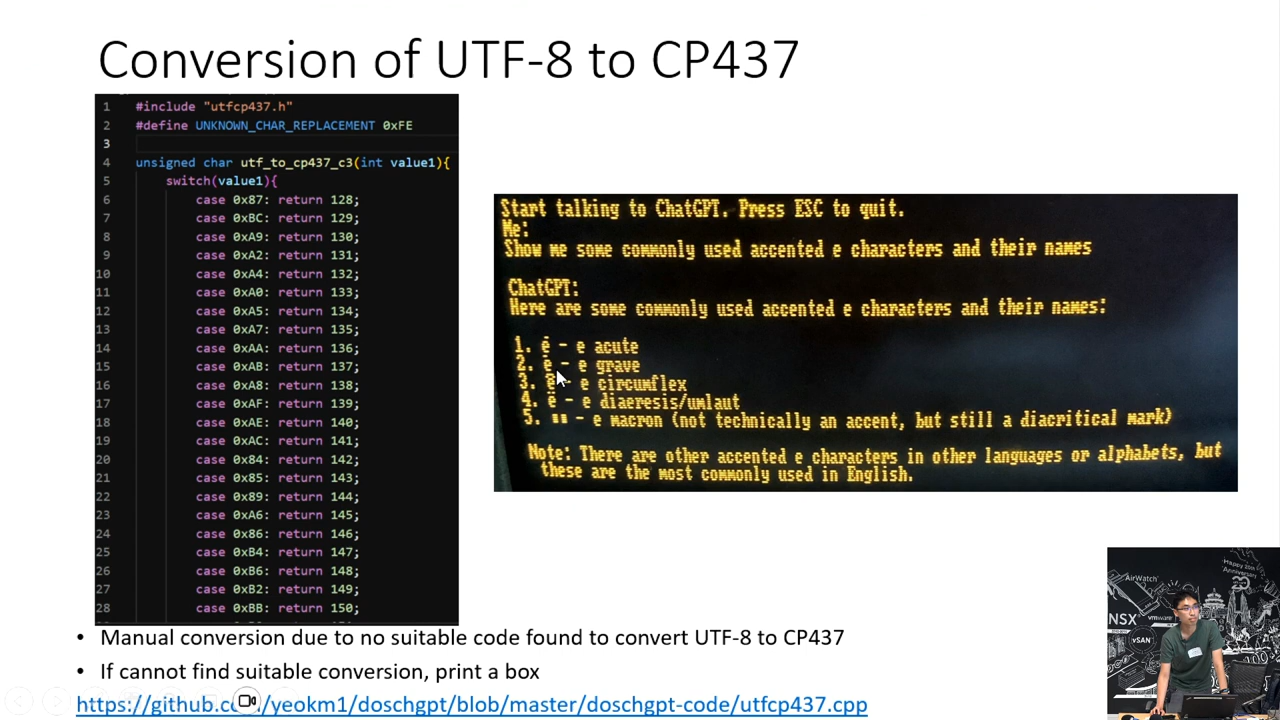 Conversion of UTF-8 to CP437
1 #include "utfcp437.h"
2 #define UNKNOWN_CHAR_REPLACEMENT 0xFE
3
4 unsigned char utf_to_cp437_c3(int value1){
5 switch(value1){
6 case 0x87: return 128;
7 case 0xBC: return 129;
8 case 0xA9: return 130;
9 case 0xA2: return 131;
10 case 0xA4: return 132;
11 case 0xA0: return 133;
12 case 0xA5: return 134;
13 case 0xA7: return 135;
14 case 0xAA: return 136;
15 case 0xAB: return 137;
16 case 0xA8: return 138;
17 case 0xAF: return 139;
18 case 0xAE: return 140;
19 case 0xAC: return 141;
20 case 0x84: return 142;
21 case 0x85: return 143;
22 case 0x89: return 144;
23 case 0xA6: return 145;
24 case 0x86: return 146;
25 case 0xB4: return 147;
26 case 0xB6: return 148;
27 case 0xB2: return 149;
28 case 0xBB: return 150;
Start talking to ChatGPT. Press ESC to quit.
Me:
Show me some commonly used accented e characters and their names
ChatGPT:
Here are some commonly used accented e characters and their names:
1. é - e acute
2. è - e grave
3. ê - e circumflex
4. ë - e diaeresis/umlaut
5. ■■ - e macron (not technically an accent, but still a diacritical mark)
Note: There are other accented e characters in other languages or alphabets, but
these are the most commonly used in English.
• Manual conversion due to no suitable code found to convert UTF-8 to CP437
• If cannot find suitable conversion, print a box
https://github.co/yeokm1/doschgpt/blob/master/doschgpt-code/utfcp437.cpp
AirWatch
Happy
Anniversary
NSX
vmware
vSAN